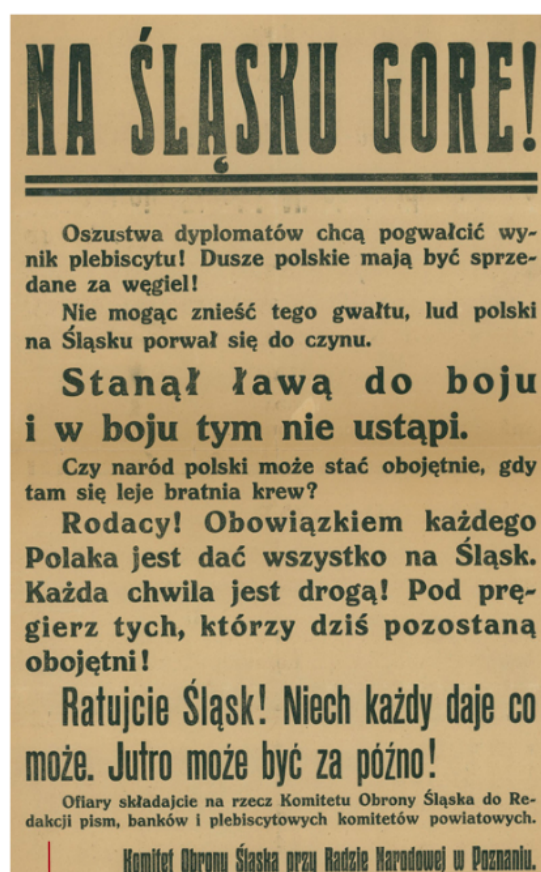 NA ŚLĄSKU GORE!
Oszustwa dyplomatów chcą pogwałcić wy-
nik plebiscytu! Dusze polskie mają być sprze-
dane za węgiel!
Nie mogąc znieść tego gwałtu, lud polski
na Śląsku porwał się do czynu.
Stanął ławą do boju
i w boju tym nie ustąpi.
Czy naród polski może stać obojętnie, gdy
tam się leje bratnia krew?
Rodacy! Obowiązkiem każdego
Polaka jest dać wszystko na Śląsk.
Każda chwila jest drogą! Pod prę-
gierz tych, którzy dziś pozostaną
obojętni!
Ratujcie Śląsk! Niech każdy daje co
może. Jutro może być za późno!
Ofiary składajcie na rzecz Komitetu Obrony Śląska do Re-
dakcji pism, banków i plebiscytowych komitetów powiatowych.
Komitet Obrony Śląska przy Radzie Narodowej w Poznaniu.